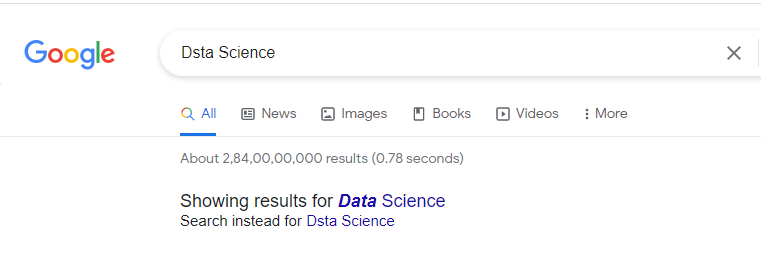 Google
Dsta Science
All News Images Books Videos More
About 2,84,00,00,000 results (0.78 seconds)
Showing results for Data Science
Search instead for Dsta Science